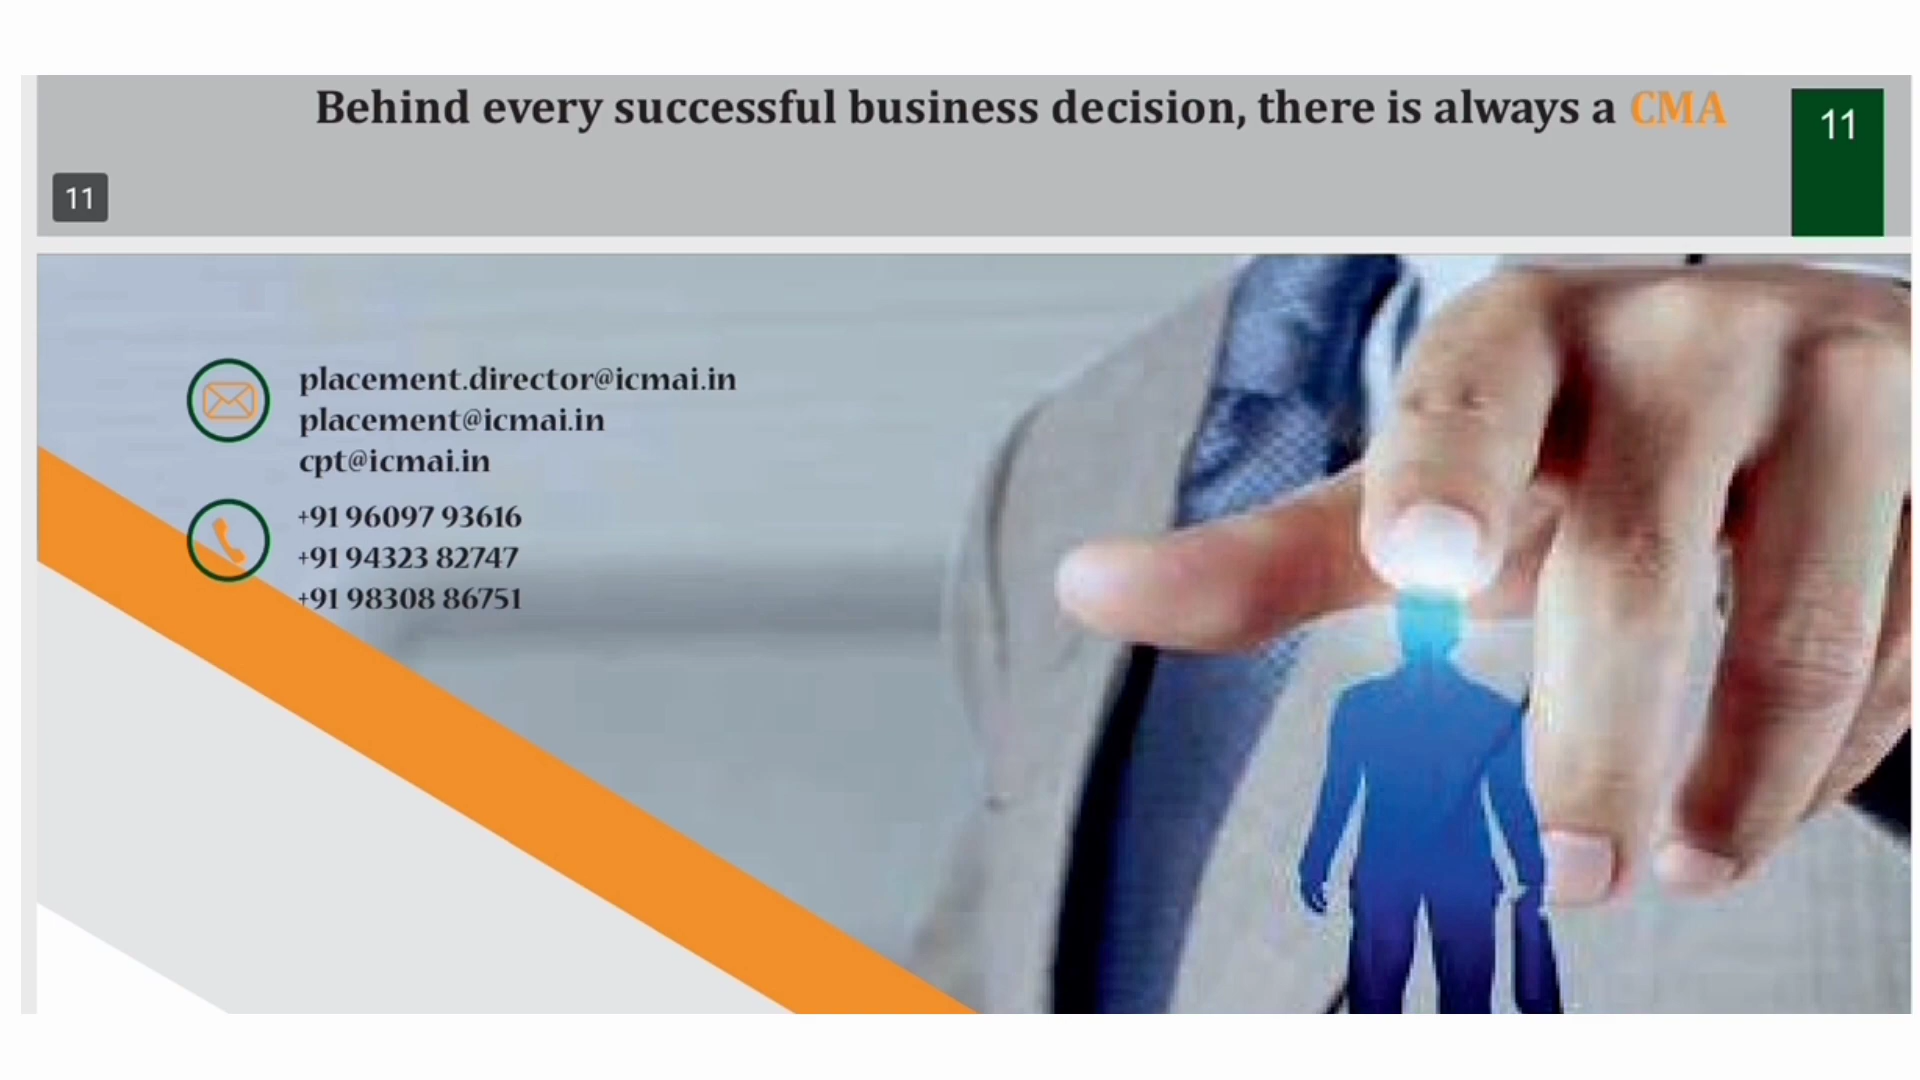 Behind every successful business decision, there is always a CMA
11
11
placement.director@icmai.in
placement@icmai.in
cpt@icmai.in
+91 96097 93616
+91 94323 82747
+91 98308 86751